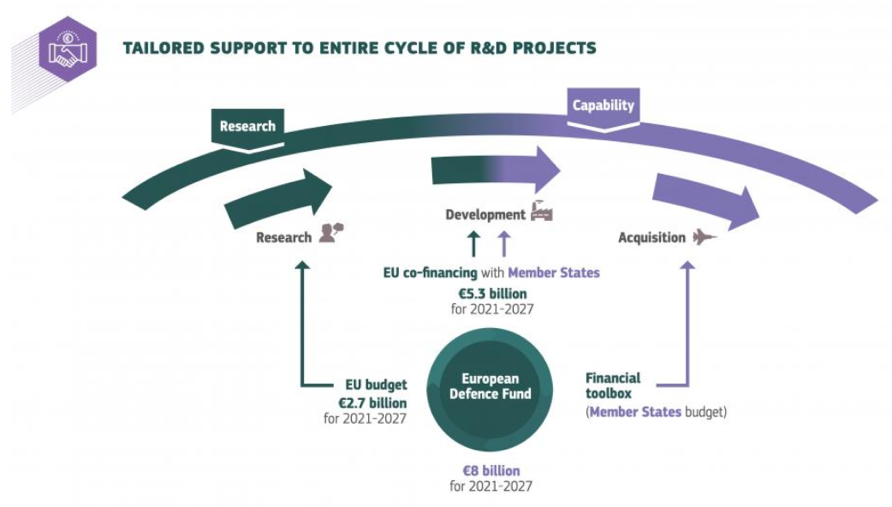 TAILORED SUPPORT TO ENTIRE CYCLE OF R&D PROJECTS
Research
Capability
Research
Development
Acquisition
EU co-financing with Member States
€5.3 billion
for 2021-2027
EU budget
€2.7 billion
for 2021-2027
European
Defence Fund
Financial
toolbox
(Member States budget)
€8 billion
for 2021-2027